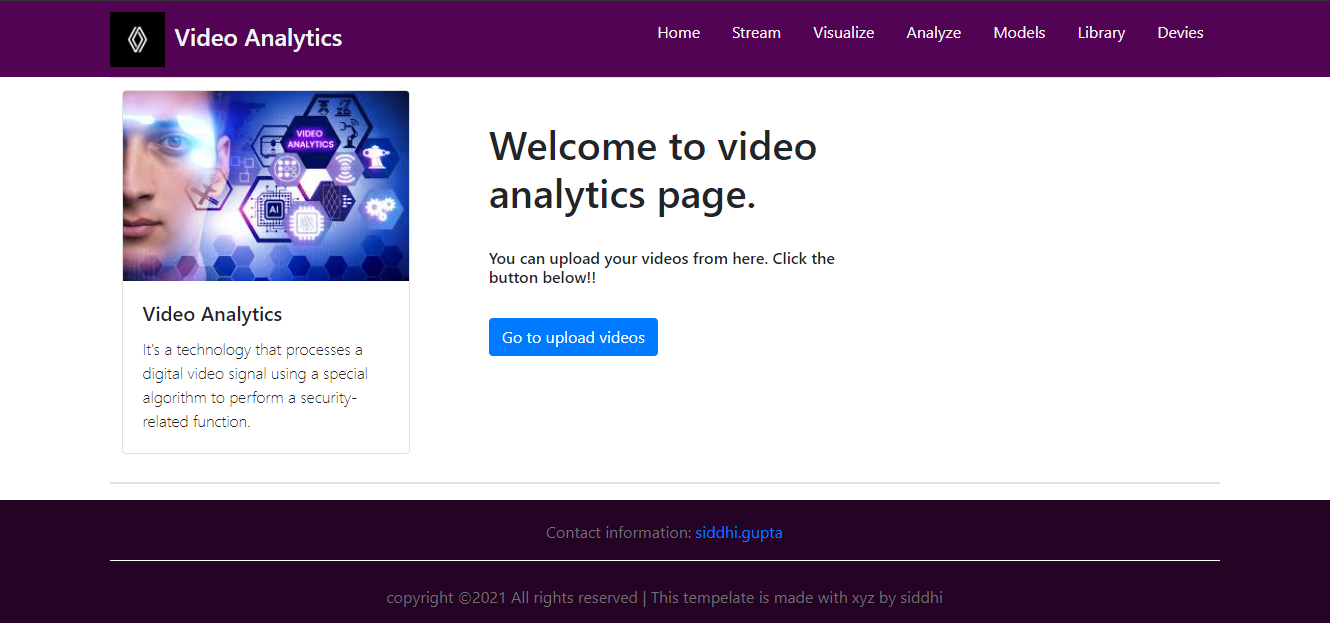 Video Analytics
Home Stream Visualize Analyze Models Library Devies
VIDEO
ANALYTICS
AI
Video Analytics
It's a technology that processes a
digital video signal using a special
algorithm to perform a security-
related function.
Welcome to video
analytics page.
You can upload your videos from here. Click the
button below!!
Go to upload videos
Contact information: siddhi.gupta
copyright ©2021 All rights reserved | This tempelate is made with xyz by siddhi